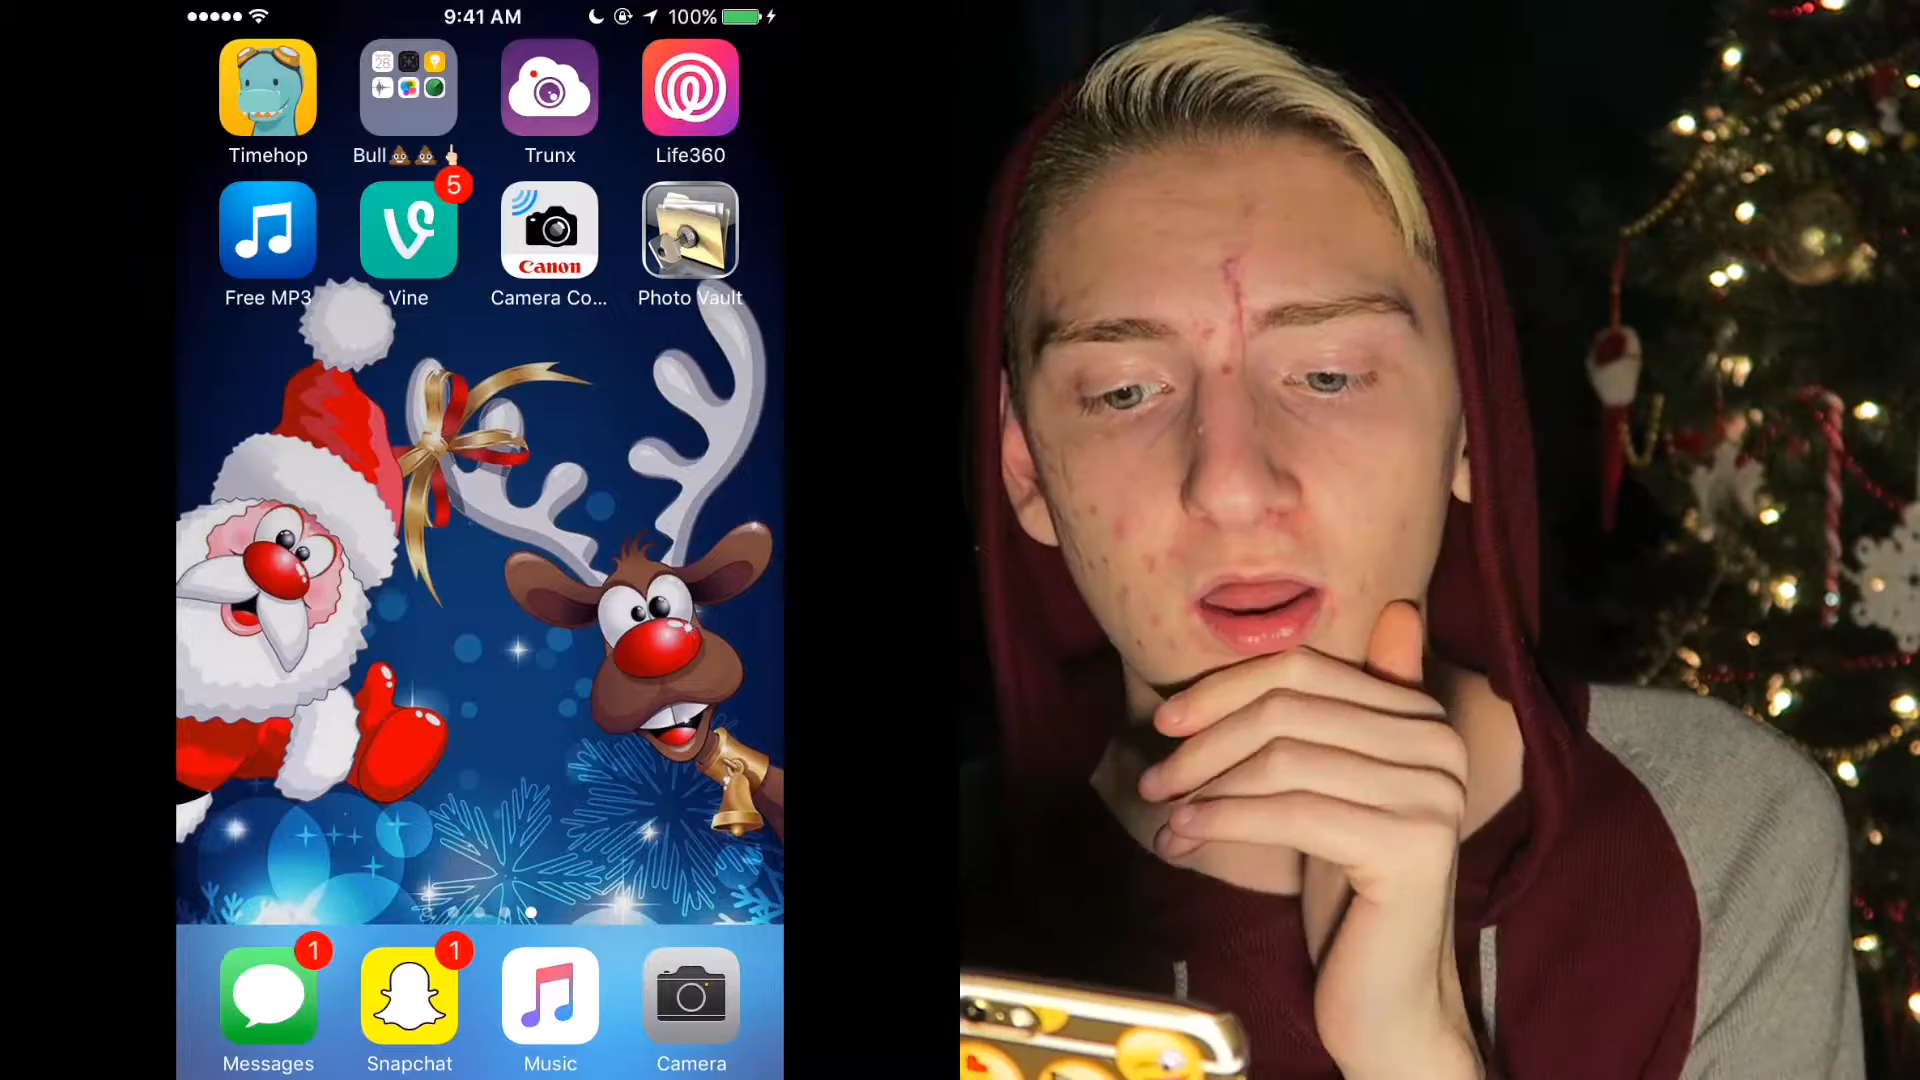 9:41 AM 100%
28
Timehop Bull💩💩🖕🏻 Trunx Life360
5
Canon
Free MP3 Vine Camera Co... Photo Vault
1 1
Messages Snapchat Music Camera